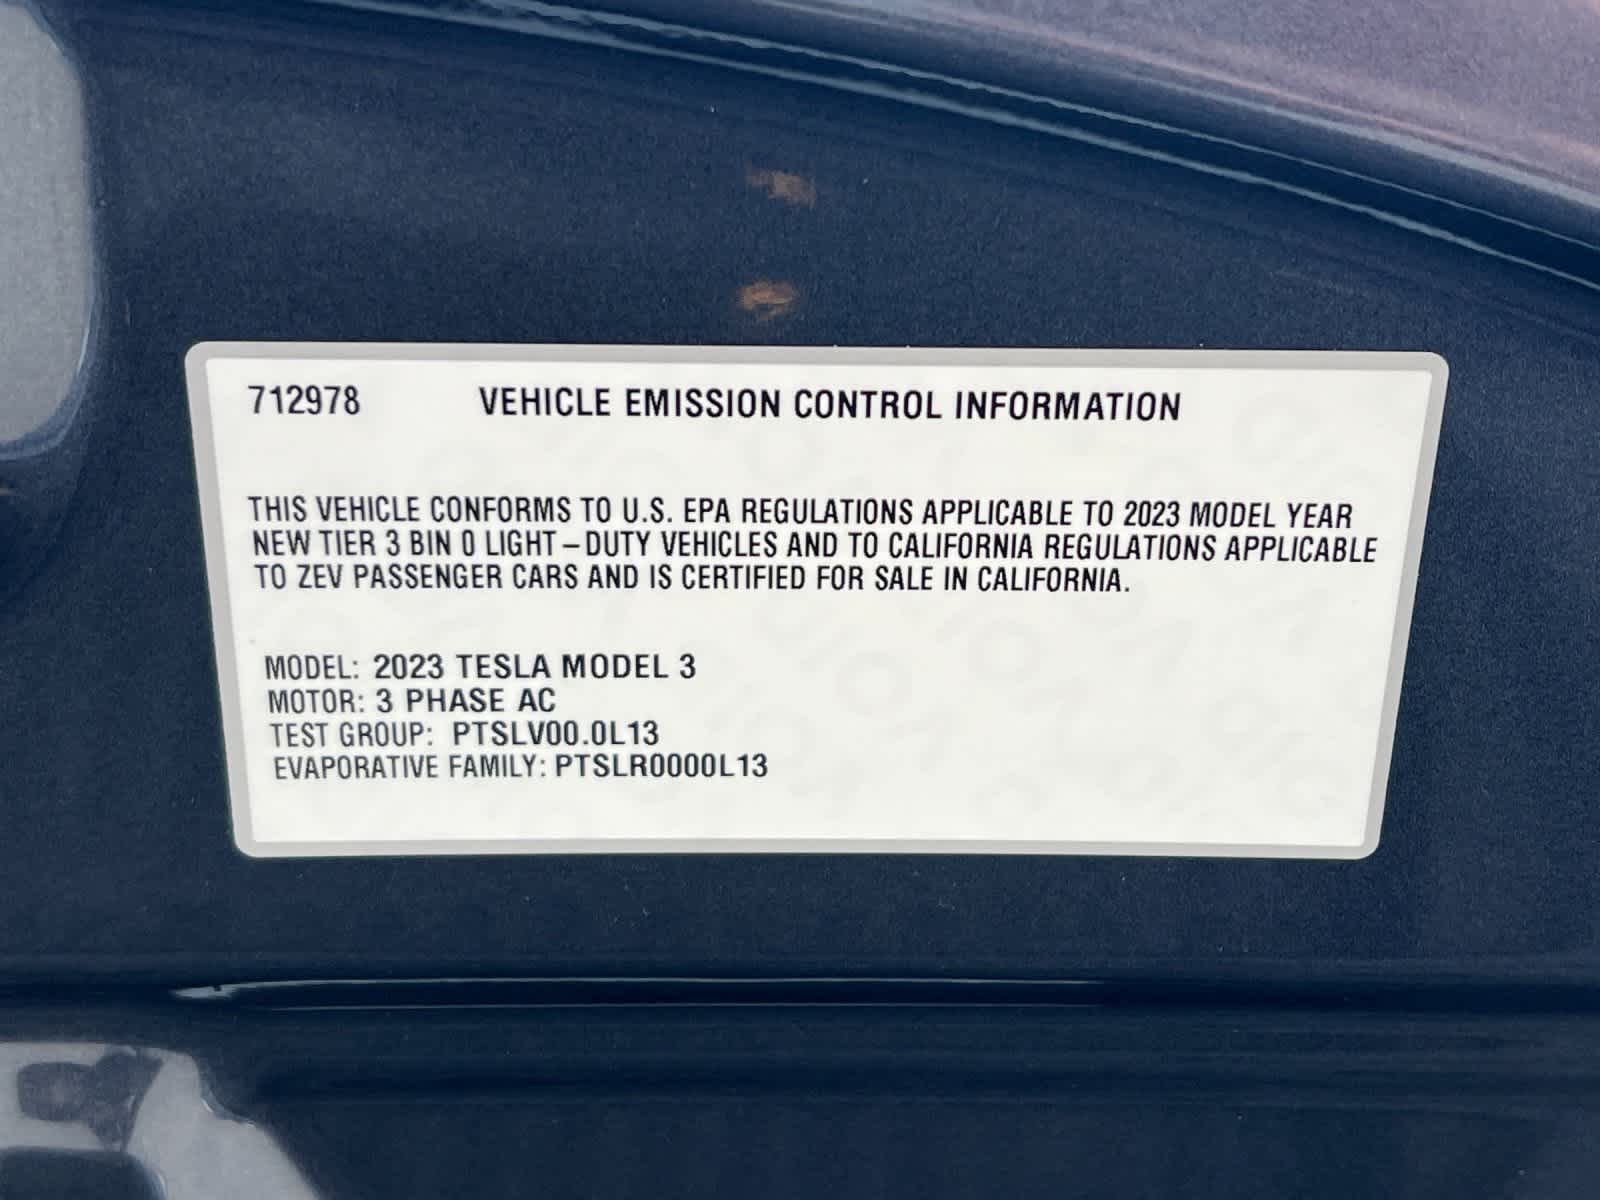 712978 VEHICLE EMISSION CONTROL INFORMATION
THIS VEHICLE CONFORMS TO U.S. EPA REGULATIONS APPLICABLE TO 2023 MODEL YEAR
NEW TIER 3 BIN 0 LIGHT-DUTY VEHICLES AND TO CALIFORNIA REGULATIONS APPLICABLE
TO ZEV PASSENGER CARS AND IS CERTIFIED FOR SALE IN CALIFORNIA.
MODEL: 2023 TESLA MODEL 3
MOTOR: 3 PHASE AC
TEST GROUP: PTSLV00.0L13
EVAPORATIVE FAMILY: PTSLR0000L13